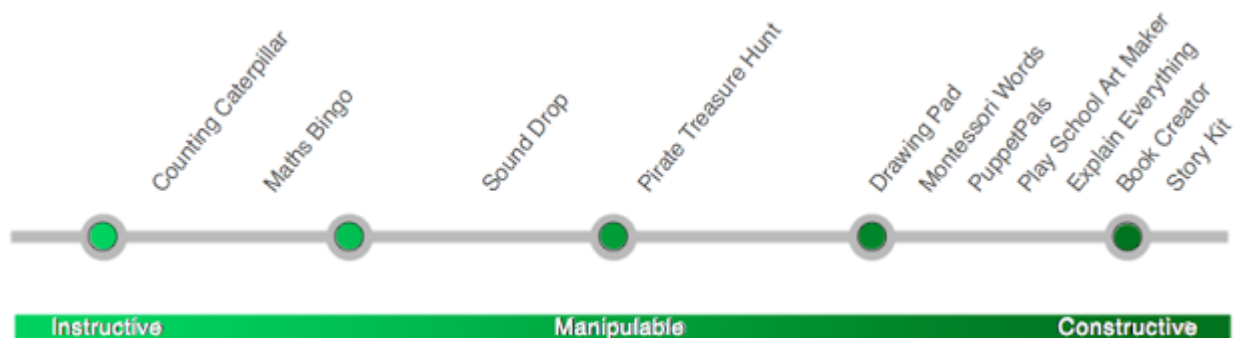 Counting Caterpillar
Maths Bingo
Sound Drop
Pirate Treasure Hunt
Drawing Pad
Montessori Words
PuppetPals
Play School Art Maker
Explain Everything
Book Creator
Story Kit
Instructive
Manipulable
Constructive